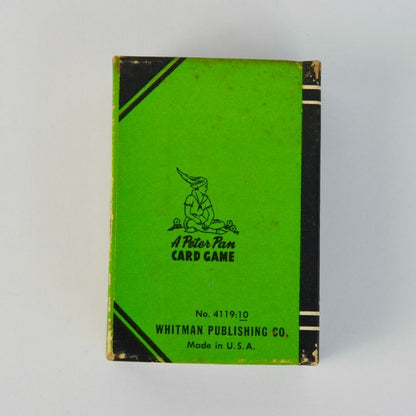 A Peter Pan
CARD GAME
No. 4119:10
WHITMAN PUBLISHING CO.
Made in U.S.A.